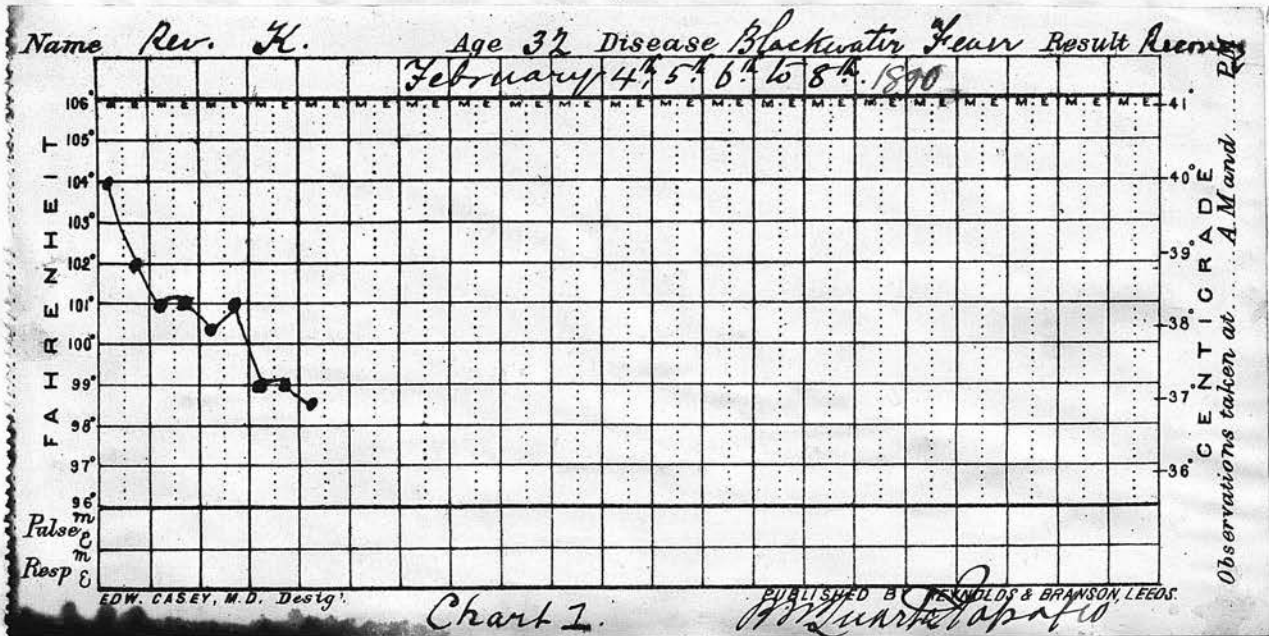 Name Rev. K. Age 32 Disease Blackwater Fever Result Recovery
February 4th, 5th 6th to 8th. 1890
M. E. M. E. M. E. M. E. M. E. M. E. M. E. M. E. M. E. M. E. M. E. M. E. M. E. M. E. M. E. M. E. M. E. M. E. M. E. M. E. M. E.
FAHRENHEIT
106°
105°
104°
103°
102°
101°
100°
99°
98°
97°
96
41°
40°
39°
38°
37°
36°
CENTIGRADE
Observations taken at A.M and P.M
Pulse m E
Resp m E
EDW. CASEY, M.D. Desigr.
PUBLISHED BY REYNOLDS & BRANSON, LEEDS.
Chart I.